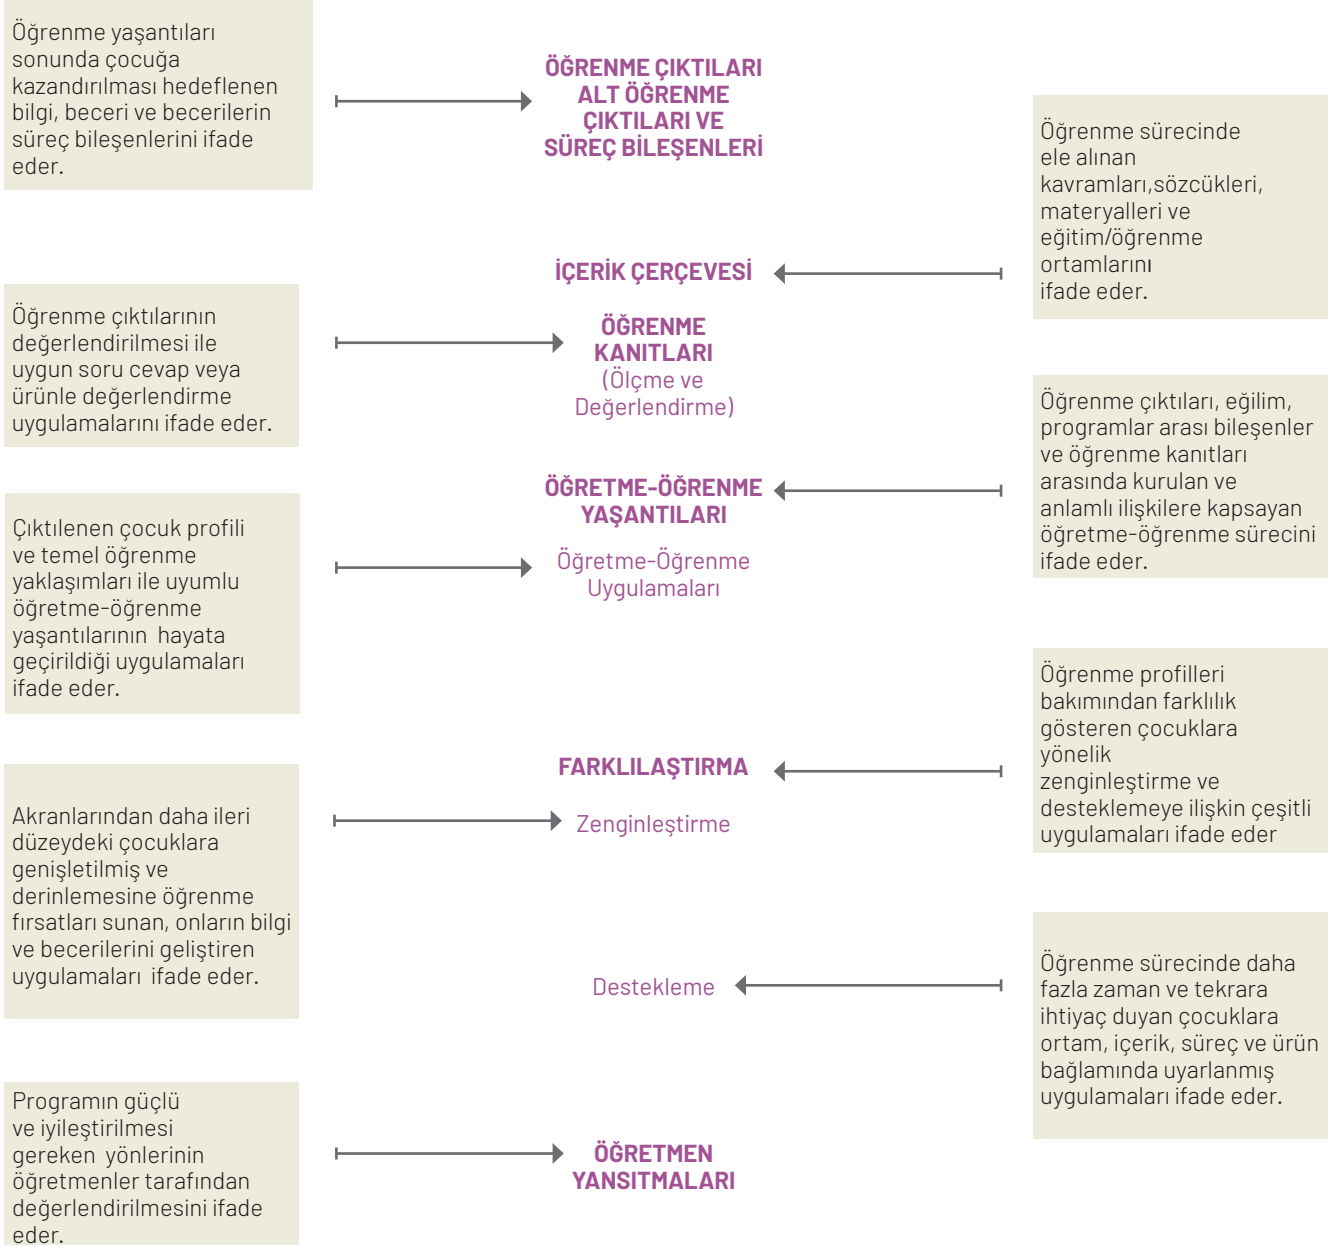 Öğrenme yaşantıları
sonunda çocuğa
kazandırılması hedeflenen
bilgi, beceri ve becerilerin
süreç bileşenlerini ifade
eder.
ÖĞRENME ÇIKTILARI
ALT ÖĞRENME
ÇIKTILARI VE
SÜREÇ BİLEŞENLERİ
Öğrenme sürecinde
ele alınan
kavramları,sözcükleri,
materyalleri ve
eğitim/öğrenme
ortamlarını
ifade eder.
İÇERİK ÇERÇEVESİ
Öğrenme çıktılarının
değerlendirilmesi ile
uygun soru cevap veya
ürünle değerlendirme
uygulamalarını ifade eder.
ÖĞRENME
KANITLARI
(Ölçme ve
Değerlendirme)
Öğrenme çıktıları, eğilim,
programlar arası bileşenler
ve öğrenme kanıtları
arasında kurulan ve
anlamlı ilişkilere kapsayan
öğretme-öğrenme sürecini
ifade eder.
ÖĞRETME-ÖĞRENME
YAŞANTILARI
Çıktılenen çocuk profili
ve temel öğrenme
yaklaşımları ile uyumlu
öğretme-öğrenme
yaşantılarının hayata
geçirildiği uygulamaları
ifade eder.
Öğretme-Öğrenme
Uygulamaları
Öğrenme profilleri
bakımından farklılık
gösteren çocuklara
yönelik
zenginleştirme ve
desteklemeye ilişkin çeşitli
uygulamaları ifade eder
FARKLILAŞTIRMA
Akranlarından daha ileri
düzeydeki çocuklara
genişletilmiş ve
derinlemesine öğrenme
fırsatları sunan, onların bilgi
ve becerilerini geliştiren
uygulamaları ifade eder.
Zenginleştirme
Öğrenme sürecinde daha
fazla zaman ve tekrara
ihtiyaç duyan çocuklara
ortam, içerik, süreç ve ürün
bağlamında uyarlanmış
uygulamaları ifade eder.
Destekleme
Programın güçlü
ve iyileştirilmesi
gereken yönlerinin
öğretmenler tarafından
değerlendirilmesini ifade
eder.
ÖĞRETMEN
YANSITMALARI